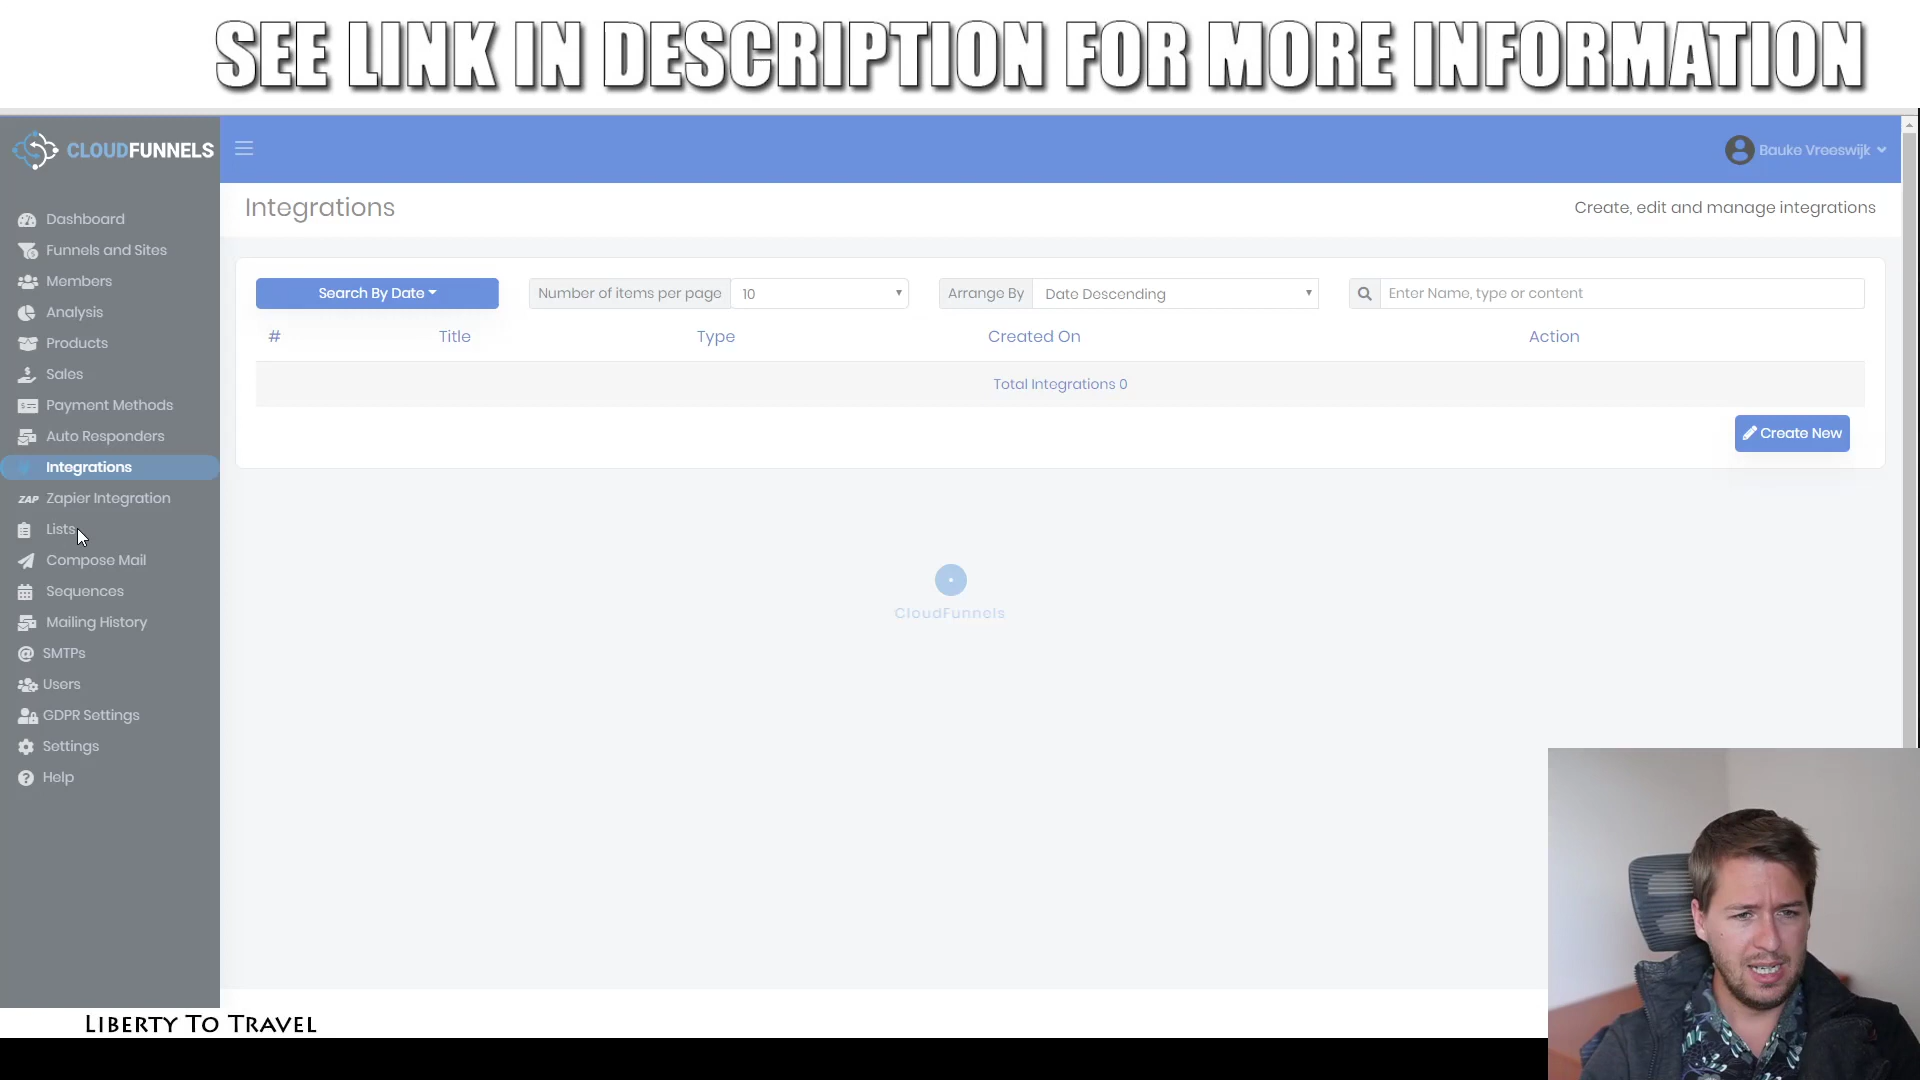 SEE LINK IN DESCRIPTION FOR MORE INFORMATION
CLOUDFUNNELS
Bauke Vreeswijk
Integrations
Create, edit and manage integrations
Dashboard
Funnels and Sites
Members
Analysis
Products
Sales
Payment Methods
Auto Responders
Integrations
ZAP Zapier Integration
Lists
Compose Mail
Sequences
Mailing History
SMTPs
Users
GDPR Settings
Settings
Help
Search By Date
Number of items per page 10
Arrange By Date Descending
Enter Name, type or content
# Title Type Created On Action
Total Integrations 0
Create New
CloudFunnels
LIBERTY TO TRAVEL